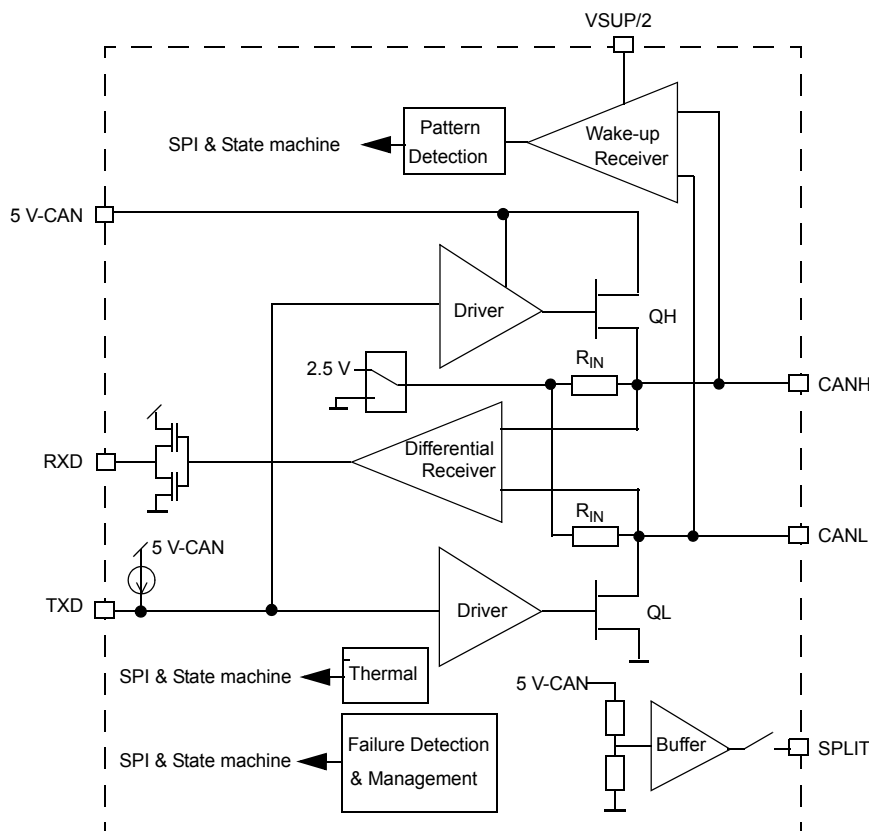 VSUP/2
Pattern
Detection
SPI & State machine
Wake-up
Receiver
5 V-CAN
Driver
QH
2.5 V
RIN
CANH
Differential
Receiver
RXD
RIN
CANL
5 V-CAN
TXD
Driver
QL
SPI & State machine
Thermal
5 V-CAN
SPI & State machine
Failure Detection
& Management
Buffer
SPLIT